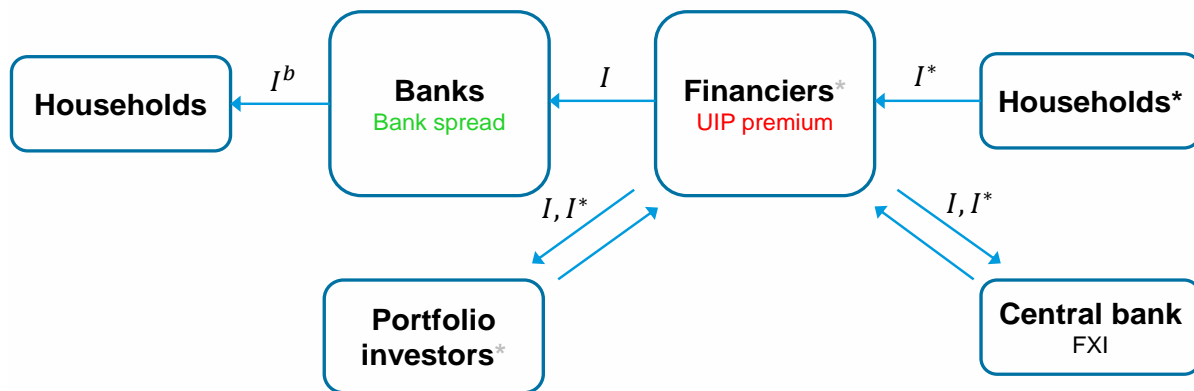 Households
I^b
Banks
Bank spread
I
Financiers*
UIP premium
I*
Households*
I, I*
I, I*
Portfolio
investors*
Central bank
FXI